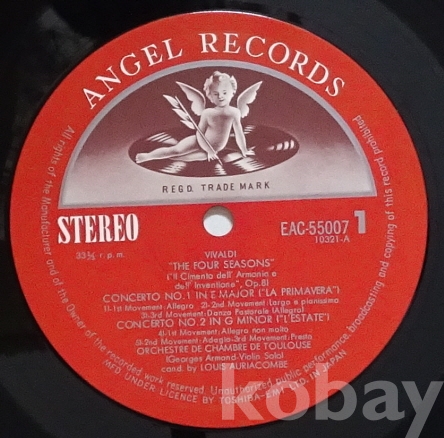 ANGEL RECORDS
REGD. TRADE MARK
STEREO
EAC-55007 1
10321-A
33⅓ r.p.m.
VIVALDI
"THE FOUR SEASONS"
("Il Cimento dell' Armonia e
dell' Inventione", Op.8)
CONCERTO NO.1 IN E MAJOR ("LA PRIMAVERA")
1)-1st Movement: Allegro 2)-2nd Movement: Largo e pianissimo
3)-3rd Movement: Danza Pastorale (Allegro)
CONCERTO NO.2 IN G MINOR ("L'ESTATE")
1)-1st Movement: Allegro non molto
2)-2nd Movement: Adagio-3rd Movement: Presto
ORCHESTRE DE CHAMBRE DE TOULOUSE
(Georges Armand-Violin Solo)
cond. by LOUIS AURIACOMBE
All rights of the Manufacturer and of the Owner of the recorded work reserved. Unauthorized public performance, broadcasting and copying of this record prohibited
MFD. UNDER LICENCE BY TOSHIBA-EMI LTD. IN JAPAN
kobay